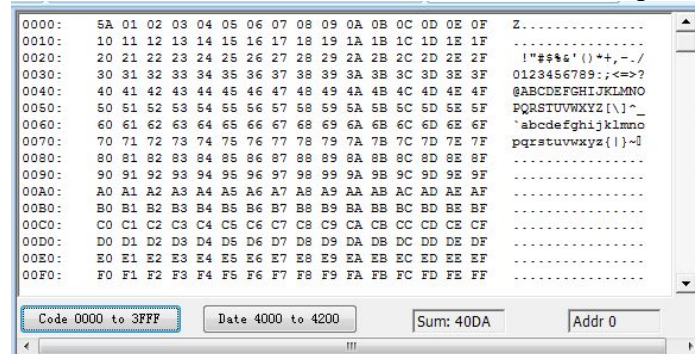 0000: 5A 01 02 03 04 05 06 07 08 09 0A 0B 0C 0D 0E 0F Z...............
0010: 10 11 12 13 14 15 16 17 18 19 1A 1B 1C 1D 1E 1F ................
0020: 20 21 22 23 24 25 26 27 28 29 2A 2B 2C 2D 2E 2F !"#$%&'()*+,-./
0030: 30 31 32 33 34 35 36 37 38 39 3A 3B 3C 3D 3E 3F 0123456789:;<=>?
0040: 40 41 42 43 44 45 46 47 48 49 4A 4B 4C 4D 4E 4F @ABCDEFGHIJKLMNO
0050: 50 51 52 53 54 55 56 57 58 59 5A 5B 5C 5D 5E 5F PQRSTUVWXYZ[\]^_
0060: 60 61 62 63 64 65 66 67 68 69 6A 6B 6C 6D 6E 6F `abcdefghijklmno
0070: 70 71 72 73 74 75 76 77 78 79 7A 7B 7C 7D 7E 7F pqrstuvwxyz{|}~
0080: 80 81 82 83 84 85 86 87 88 89 8A 8B 8C 8D 8E 8F ................
0090: 90 91 92 93 94 95 96 97 98 99 9A 9B 9C 9D 9E 9F ................
00A0: A0 A1 A2 A3 A4 A5 A6 A7 A8 A9 AA AB AC AD AE AF ................
00B0: B0 B1 B2 B3 B4 B5 B6 B7 B8 B9 BA BB BC BD BE BF ................
00C0: C0 C1 C2 C3 C4 C5 C6 C7 C8 C9 CA CB CC CD CE CF ................
00D0: D0 D1 D2 D3 D4 D5 D6 D7 D8 D9 DA DB DC DD DE DF ................
00E0: E0 E1 E2 E3 E4 E5 E6 E7 E8 E9 EA EB EC ED EE EF ................
00F0: F0 F1 F2 F3 F4 F5 F6 F7 F8 F9 FA FB FC FD FE FF ................
Code 0000 to 3FFF Date 4000 to 4200 Sum: 40DA Addr 0